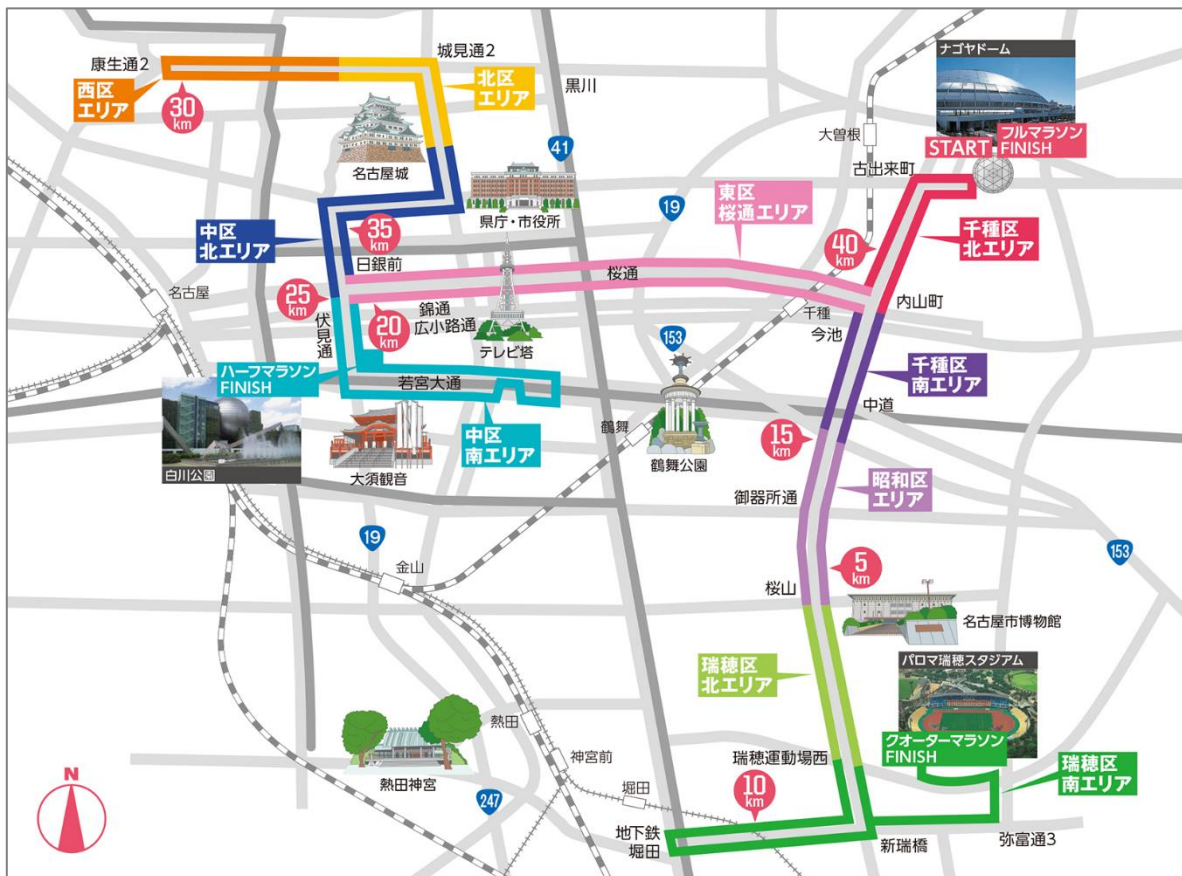 康生通2
城見通2
西区
エリア
北区
エリア
30
km
黒川
名古屋城
41
ナゴヤドーム
大曽根
START
フルマラソン
FINISH
古出来町
県庁・市役所
19
東区
桜通エリア
中区
北エリア
35
km
日銀前
40
km
千種区
北エリア
名古屋
25
km
伏見通
20
km
錦通
広小路通
テレビ塔
桜通
千種
今池
内山町
153
ハーフマラソン
FINISH
若宮大通
千種区
南エリア
中道
白川公園
大須観音
中区
南エリア
鶴舞
鶴舞公園
15
km
御器所通
昭和区
エリア
19
金山
153
5
km
桜山
名古屋市博物館
パロマ瑞穂スタジアム
瑞穂区
北エリア
クオーターマラソン
FINISH
熱田
神宮前
瑞穂運動場西
瑞穂区
南エリア
熱田神宮
247
堀田
10
km
地下鉄
堀田
新瑞橋
弥富通3
N